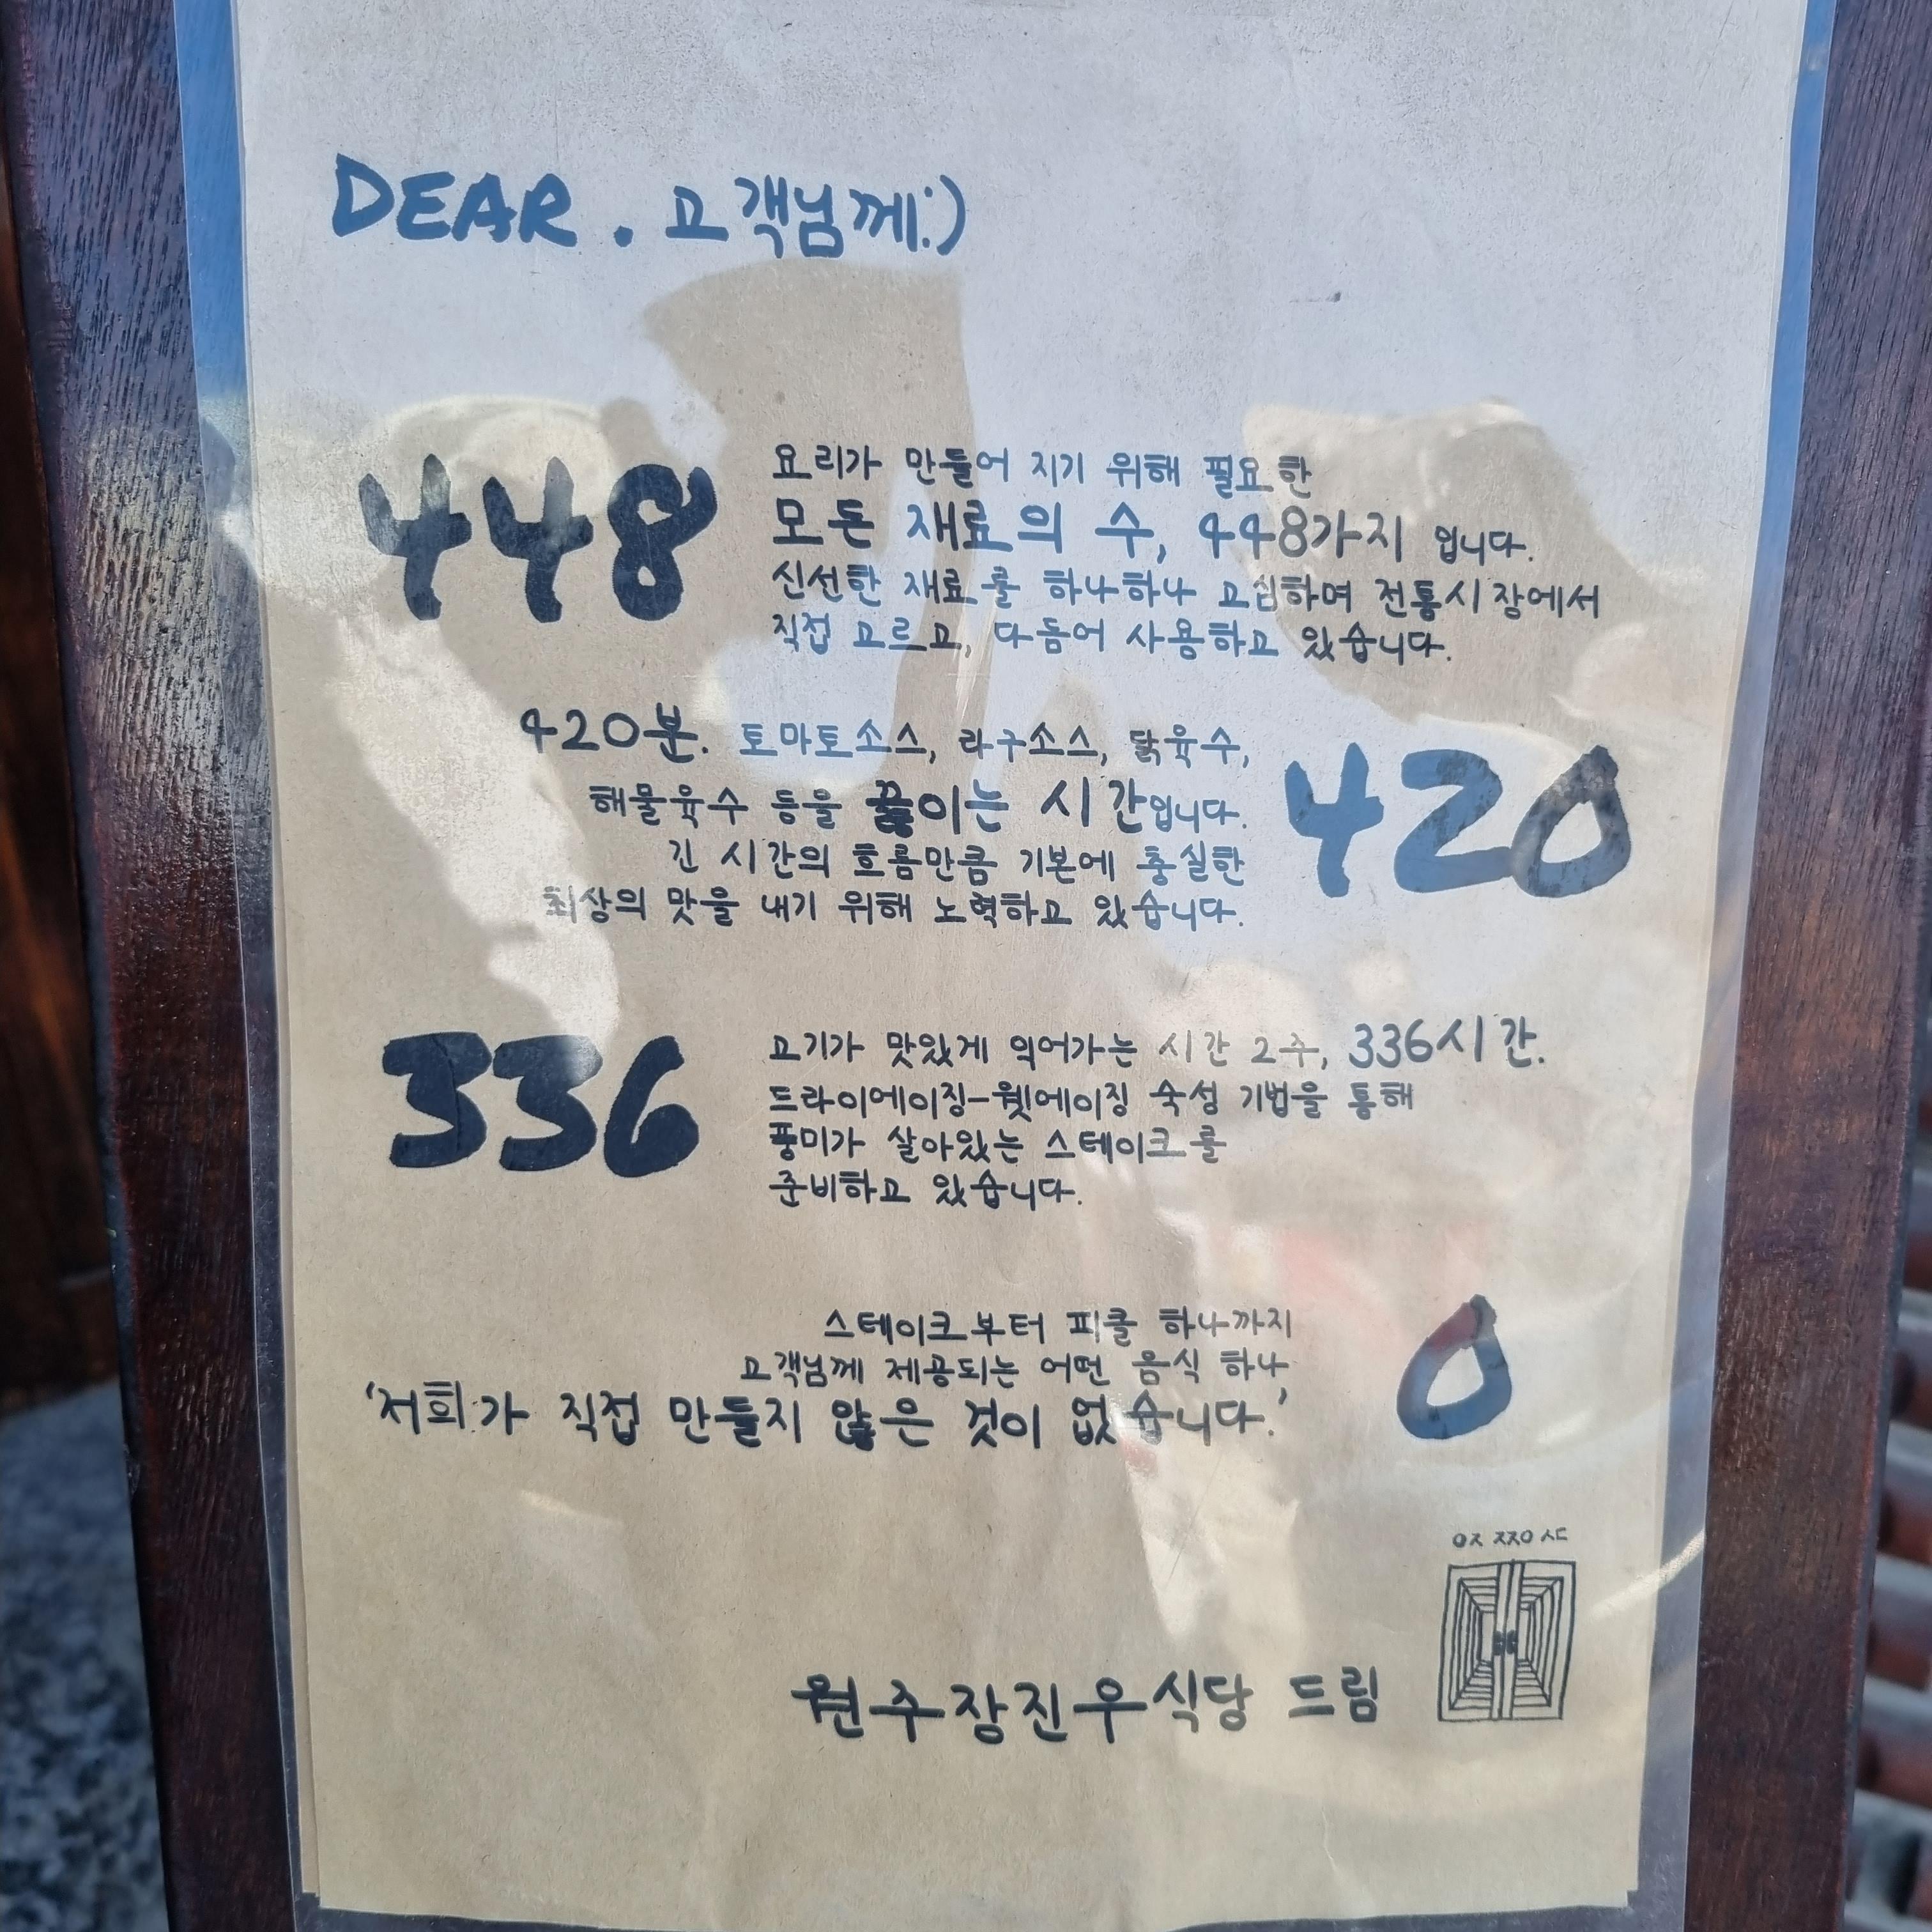 DEAR. 고객님께:)
448
요리가 만들어 지기 위해 필요한
모든 재료의 수, 448가지 입니다.
신선한 재료를 하나하나 고심하며 전통시장에서
직접 고르고, 다듬어 사용하고 있습니다.
420분. 토마토소스, 라구소스, 닭육수,
해물육수 등을 끓이는 시간입니다.
긴 시간의 흐름만큼 기본에 충실한
최상의 맛을 내기 위해 노력하고 있습니다.
420
336
고기가 맛있게 익어가는 시간 2주, 336시간.
드라이에이징-웻에이징 숙성 기법을 통해
풍미가 살아있는 스테이크를
준비하고 있습니다.
스테이크부터 피클 하나까지
고객님께 제공되는 어떤 음식 하나
'저희가 직접 만들지 않은 것이 없습니다.'
0
ㅇㅈ ㅈㅈㅇ ㅅㄷ
원주장진우식당 드림